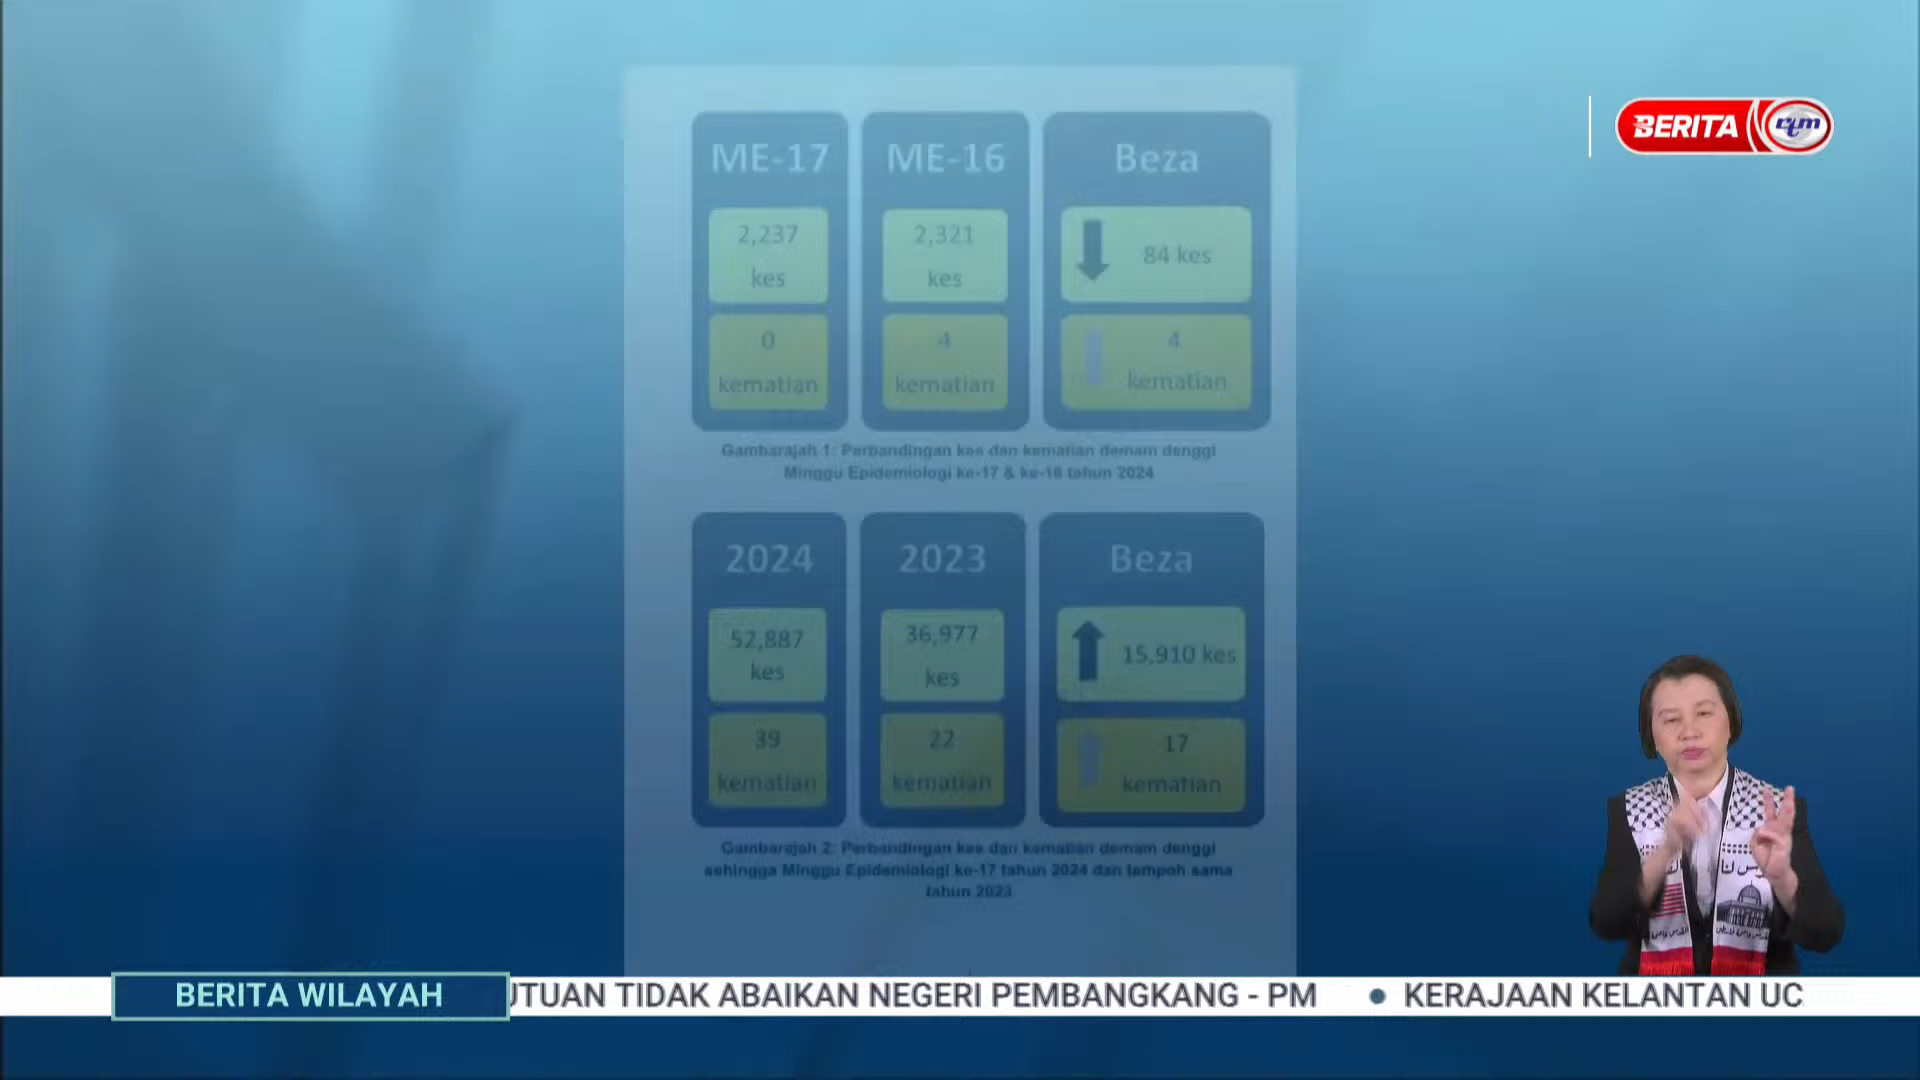 BERITA rtm
ME-17 ME-16 Beza
2,237 2,321 84 kes
kes kes
0 4 4
kematian kematian kematian
Gambarajah 1: Perbandingan kes dan kematian demam denggi
Minggu Epidemiologi ke-17 & ke-16 tahun 2024
2024 2023 Beza
52,887 36,977 15,910 kes
kes kes
39 22 17
kematian kematian kematian
Gambarajah 2: Perbandingan kes dan kematian demam denggi
sehingga Minggu Epidemiologi ke-17 tahun 2024 dan tempoh sama
tahun 2023
BERITA WILAYAH UTUAN TIDAK ABAIKAN NEGERI PEMBANGKANG - PM • KERAJAAN KELANTAN UC